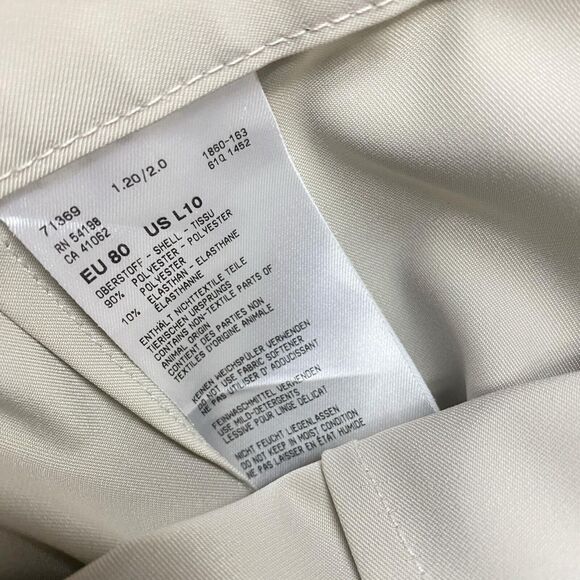 71369 1.20/2.0 1860-163
RN 54198 61Q 1452
CA 41062
EU 80 US L10
OBERSTOFF - SHELL - TISSU
90% POLYESTER - POLYESTER
POLYESTER
10% ELASTHAN - ELASTHANE
ÉLASTHANNE
ENTHÄLT NICHTTEXTILE TEILE
TIERISCHEN URSPRUNGS
CONTAINS NON-TEXTILE PARTS OF
ANIMAL ORIGIN
CONTIENT DES PARTIES NON
TEXTILES D'ORIGINE ANIMALE
KEINEN WEICHSPÜLER VERWENDEN
DO NOT USE FABRIC SOFTENER
NE PAS UTILISER D'ADOUCISSANT
FEINWASCHMITTEL VERWENDEN
USE MILD-DETERGENTS
LESSIVE POUR LINGE DÉLICAT
NICHT FEUCHT LIEGENLASSEN
DO NOT KEEP IN MOIST CONDITION
NE PAS LAISSER EN ÉTAT HUMIDE